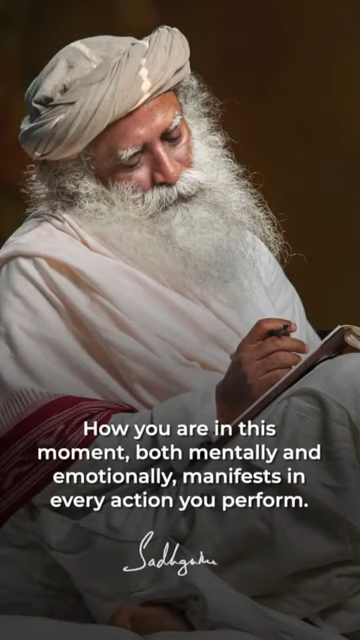 How you are in this
moment, both mentally and
emotionally, manifests in
every action you perform.
Sadhguru